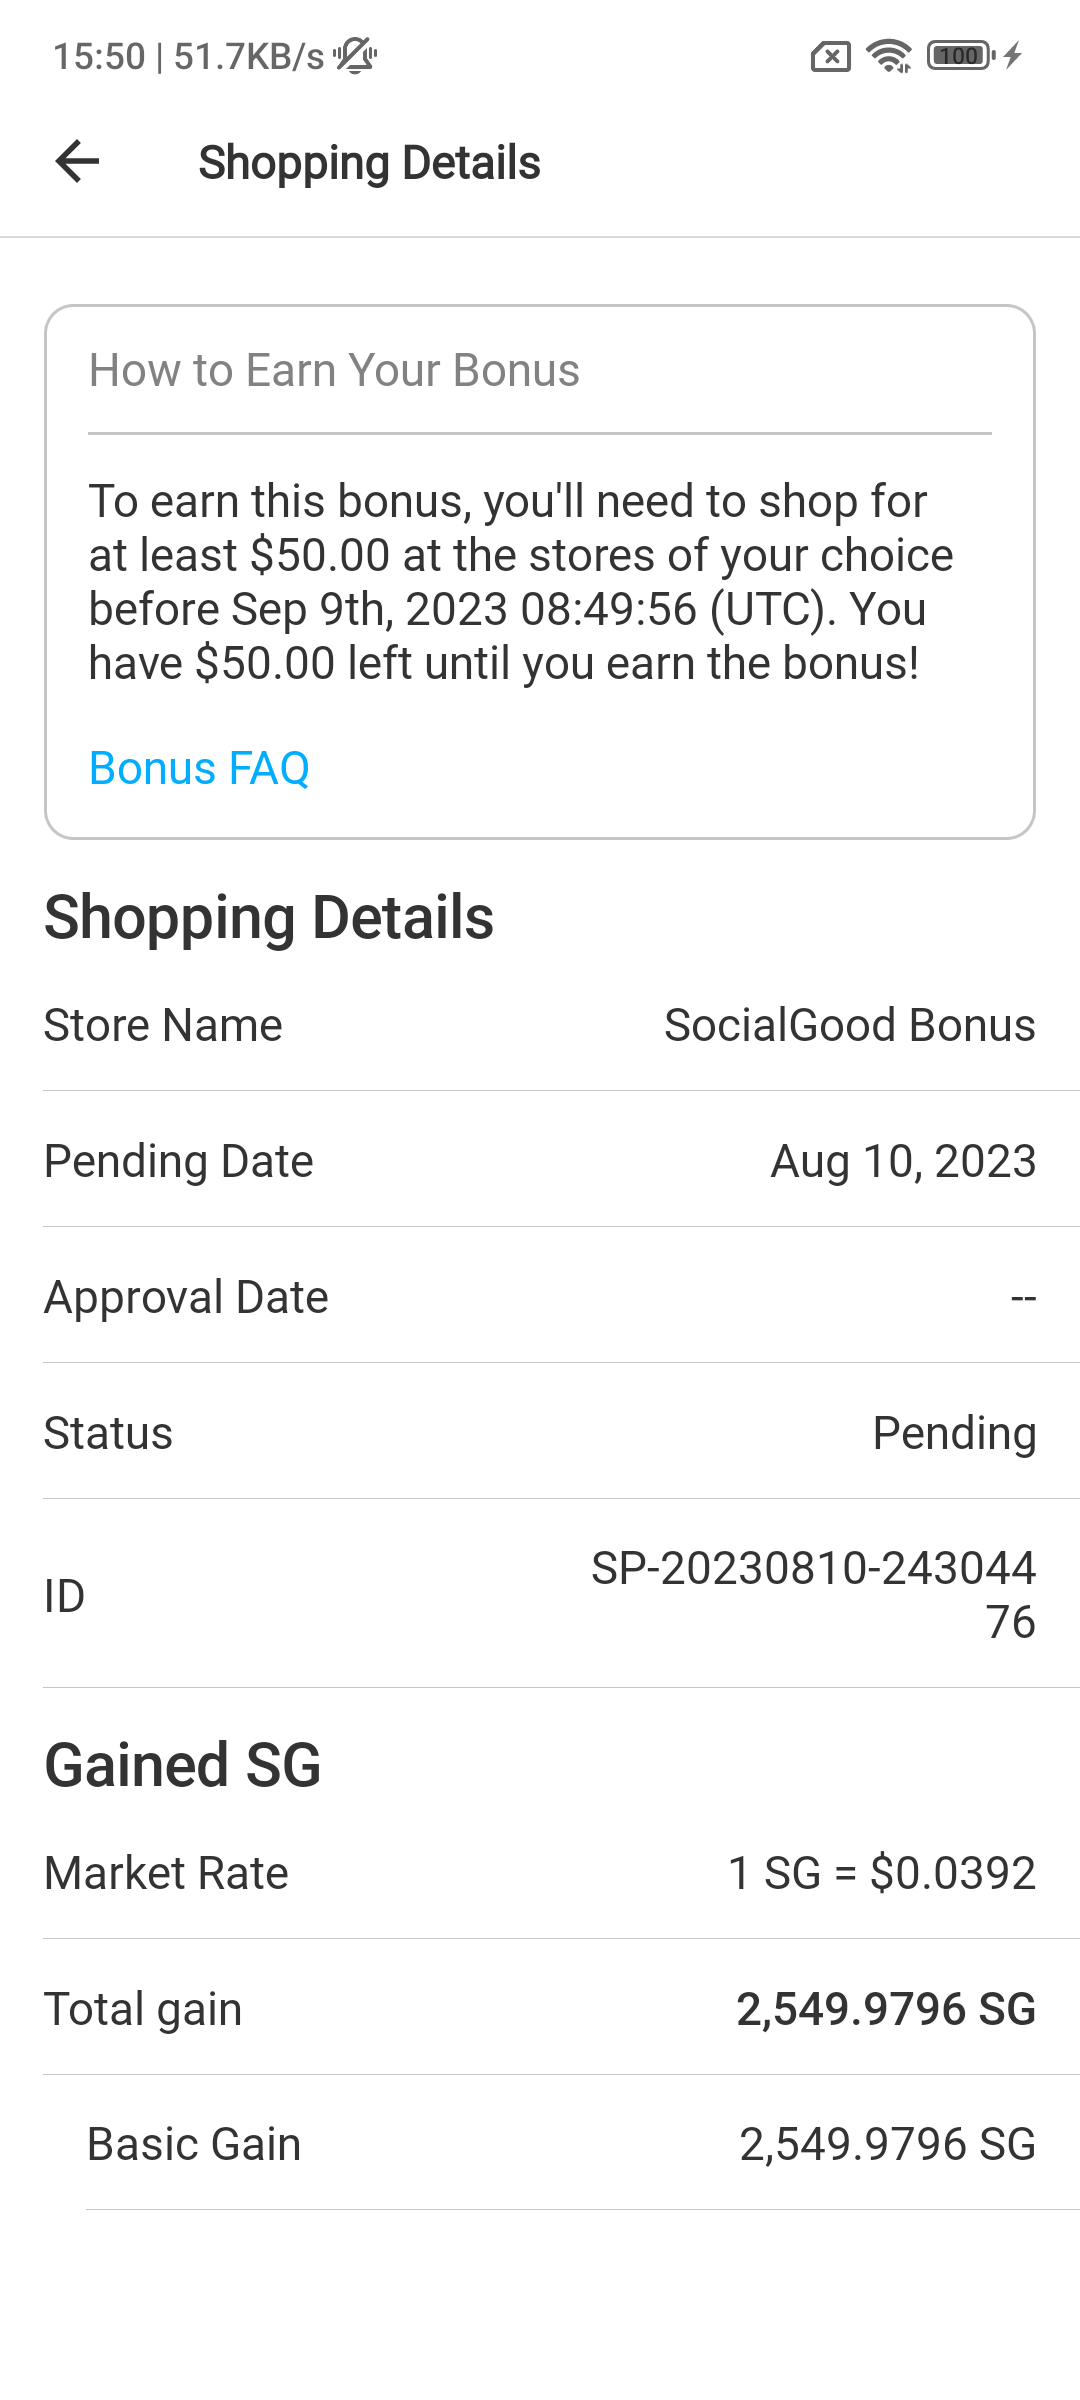 15:50 | 51.7KB/s
100
Shopping Details
How to Earn Your Bonus
To earn this bonus, you'll need to shop for
at least $50.00 at the stores of your choice
before Sep 9th, 2023 08:49:56 (UTC). You
have $50.00 left until you earn the bonus!
Bonus FAQ
Shopping Details
Store Name SocialGood Bonus
Pending Date Aug 10, 2023
Approval Date --
Status Pending
ID SP-20230810-243044
76
Gained SG
Market Rate 1 SG = $0.0392
Total gain 2,549.9796 SG
Basic Gain 2,549.9796 SG